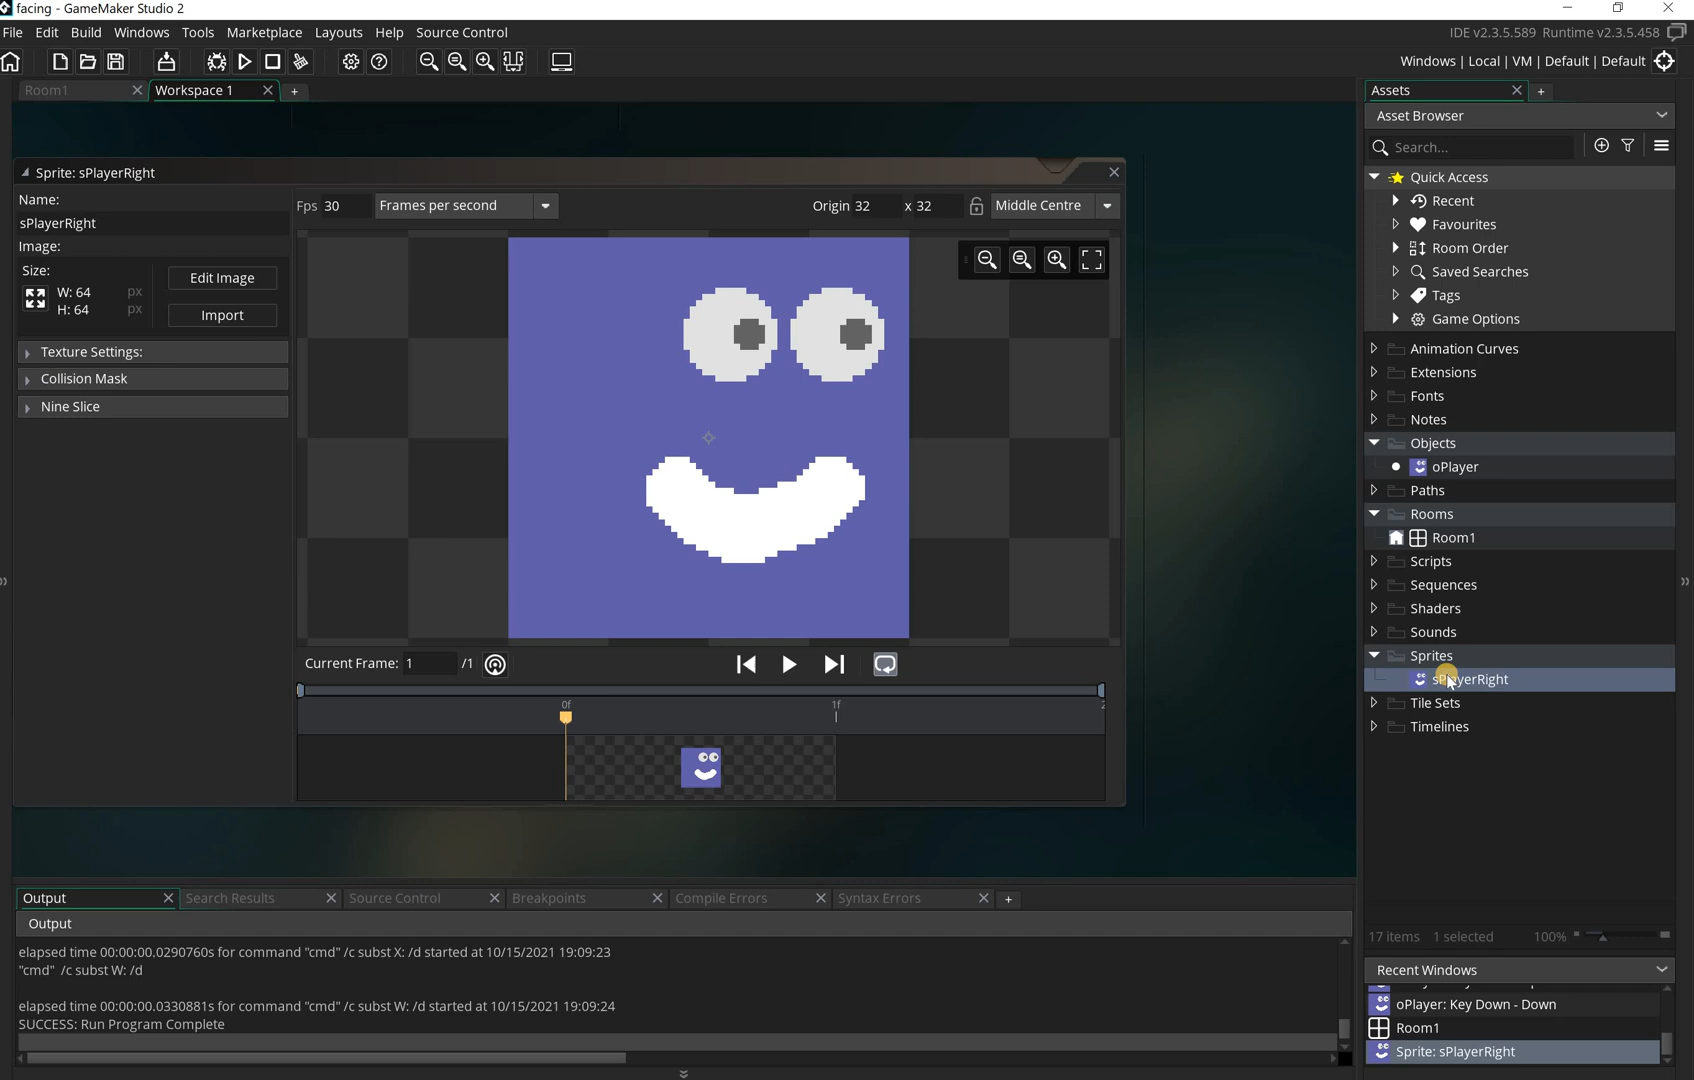 facing - GameMaker Studio 2
File Edit Build Windows Tools Marketplace Layouts Help Source Control
IDE v2.3.5.589 Runtime v2.3.5.458
Windows | Local | VM | Default | Default
Room1
Workspace 1
Sprite: sPlayerRight
Name:
sPlayerRight
Image:
Size:
W: 64 px
H: 64 px
Edit Image
Import
Texture Settings:
Collision Mask
Nine Slice
Fps 30 Frames per second
Origin 32 x 32 Middle Centre
Current Frame: 1 /1
0f
1f
Output
Search Results
Source Control
Breakpoints
Compile Errors
Syntax Errors
Output
elapsed time 00:00:00.0290760s for command "cmd" /c subst X: /d started at 10/15/2021 19:09:23
"cmd" /c subst W: /d
elapsed time 00:00:00.0330881s for command "cmd" /c subst W: /d started at 10/15/2021 19:09:24
SUCCESS: Run Program Complete
Assets
Asset Browser
Search...
Quick Access
Recent
Favourites
Room Order
Saved Searches
Tags
Game Options
Animation Curves
Extensions
Fonts
Notes
Objects
oPlayer
Paths
Rooms
Room1
Scripts
Sequences
Shaders
Sounds
Sprites
sPlayerRight
Tile Sets
Timelines
17 items 1 selected 100%
Recent Windows
oPlayer: Key Down - Down
Room1
Sprite: sPlayerRight